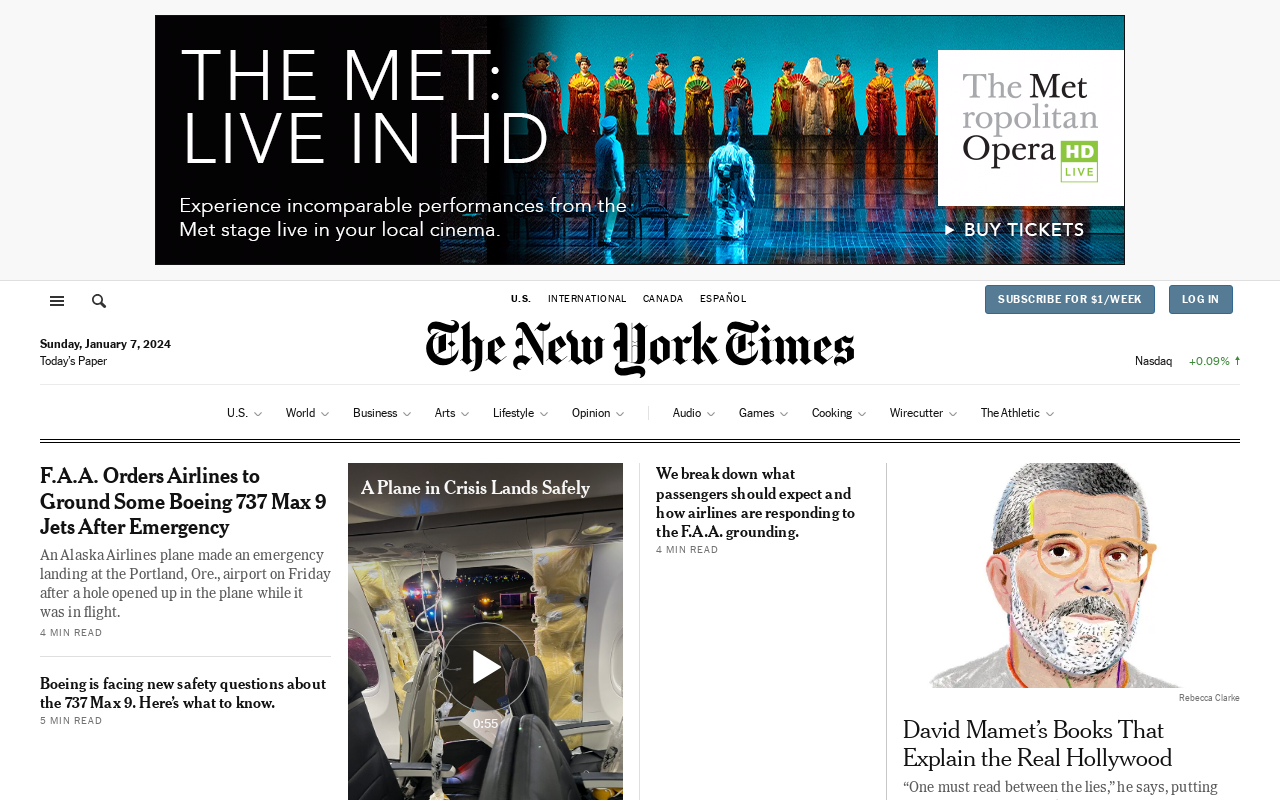 THE MET:
LIVE IN HD
Experience incomparable performances from the
Met stage live in your local cinema.
The Met
ropolitan
Opera HD
LIVE
BUY TICKETS
U.S. INTERNATIONAL CANADA ESPAÑOL
SUBSCRIBE FOR $1/WEEK LOG IN
The New York Times
Sunday, January 7, 2024
Today's Paper
Nasdaq +0.09%
U.S. World Business Arts Lifestyle Opinion Audio Games Cooking Wirecutter The Athletic
F.A.A. Orders Airlines to
Ground Some Boeing 737 Max 9
Jets After Emergency
An Alaska Airlines plane made an emergency
landing at the Portland, Ore., airport on Friday
after a hole opened up in the plane while it
was in flight.
4 MIN READ
Boeing is facing new safety questions about
the 737 Max 9. Here's what to know.
5 MIN READ
A Plane in Crisis Lands Safely
0:55
We break down what
passengers should expect and
how airlines are responding to
the F.A.A. grounding.
4 MIN READ
Rebecca Clarke
David Mamet's Books That
Explain the Real Hollywood
“One must read between the lies,” he says, putting